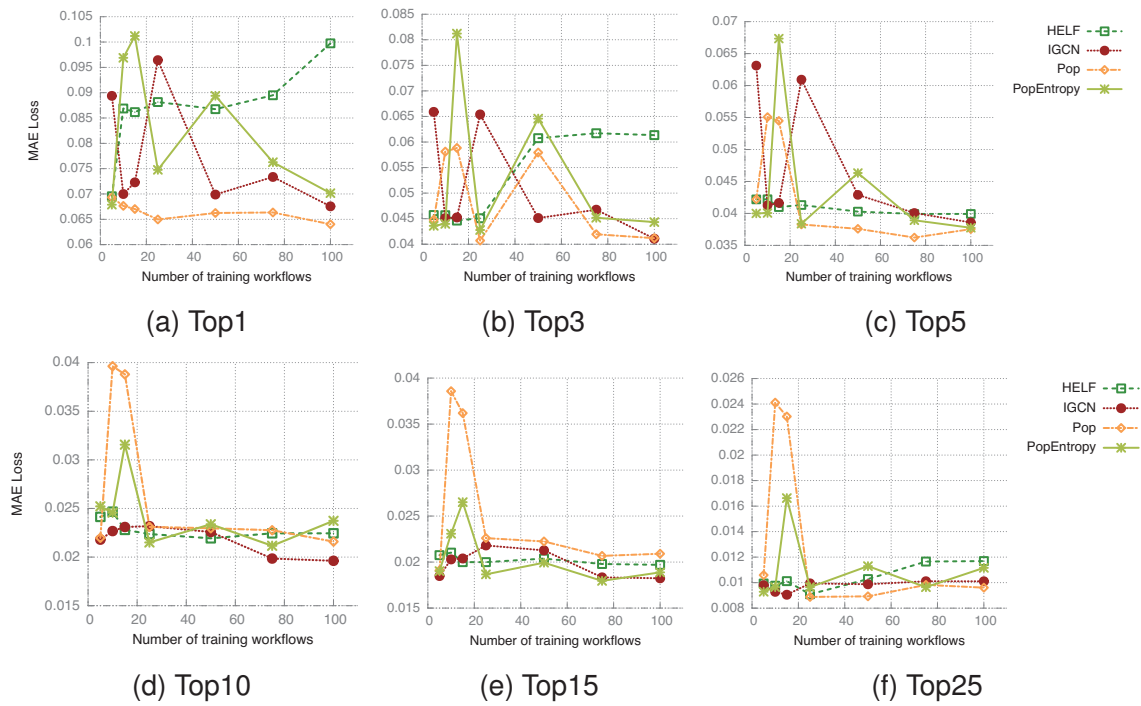 MAE Loss
0.1
0.095
0.09
0.085
0.08
0.075
0.07
0.065
0.06
0 20 40 60 80 100
Number of training workflows
(a) Top1
0.085
0.08
0.075
0.07
0.065
0.06
0.055
0.05
0.045
0.04
0 20 40 60 80 100
Number of training workflows
(b) Top3
0.07
0.065
0.06
0.055
0.05
0.045
0.04
0.035
0 20 40 60 80 100
Number of training workflows
(c) Top5
HELF
IGCN
Pop
PopEntropy
MAE Loss
0.04
0.035
0.03
0.025
0.02
0.015
0 20 40 60 80 100
Number of training workflows
(d) Top10
0.04
0.035
0.03
0.025
0.02
0.015
0 20 40 60 80 100
Number of training workflows
(e) Top15
0.026
0.024
0.022
0.02
0.018
0.016
0.014
0.012
0.01
0.008
0 20 40 60 80 100
Number of training workflows
(f) Top25
HELF
IGCN
Pop
PopEntropy